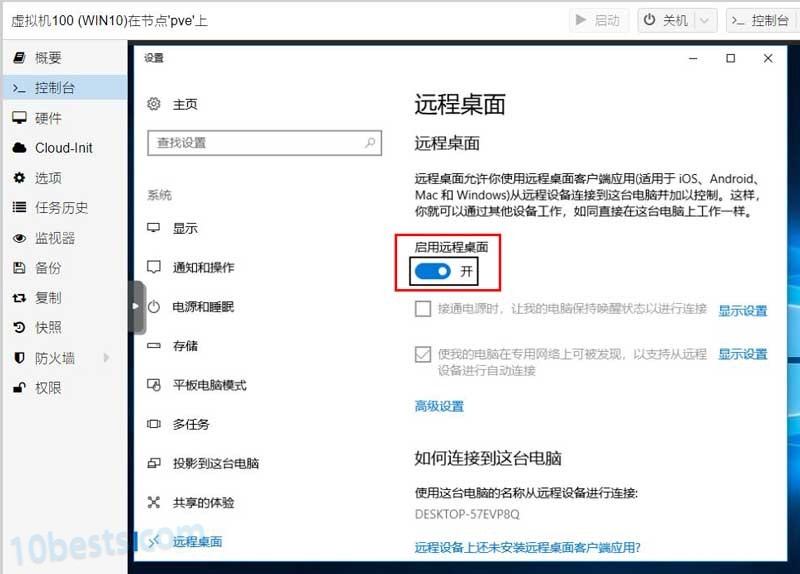 虚拟机100 (WIN10)在节点'pve'上
启动
关机
控制台
概要
控制台
硬件
Cloud-Init
选项
任务历史
监视器
备份
复制
快照
防火墙
权限
设置
主页
查找设置
系统
显示
通知和操作
电源和睡眠
存储
平板电脑模式
多任务
投影到这台电脑
共享的体验
远程桌面
远程桌面
远程桌面
远程桌面允许你使用远程桌面客户端应用(适用于 iOS、Android、
Mac 和 Windows)从远程设备连接到这台电脑并加以控制。这样，
你就可以通过其他设备工作，如同直接在这台电脑上工作一样。
启用远程桌面
开
接通电源时，让我的电脑保持唤醒状态以进行连接 显示设置
使我的电脑在专用网络上可被发现，以支持从远程 显示设置
设备进行自动连接
高级设置
如何连接到这台电脑
使用这台电脑的名称从远程设备进行连接:
DESKTOP-57EVP8Q
远程设备上还未安装远程桌面客户端应用?
10bests.com